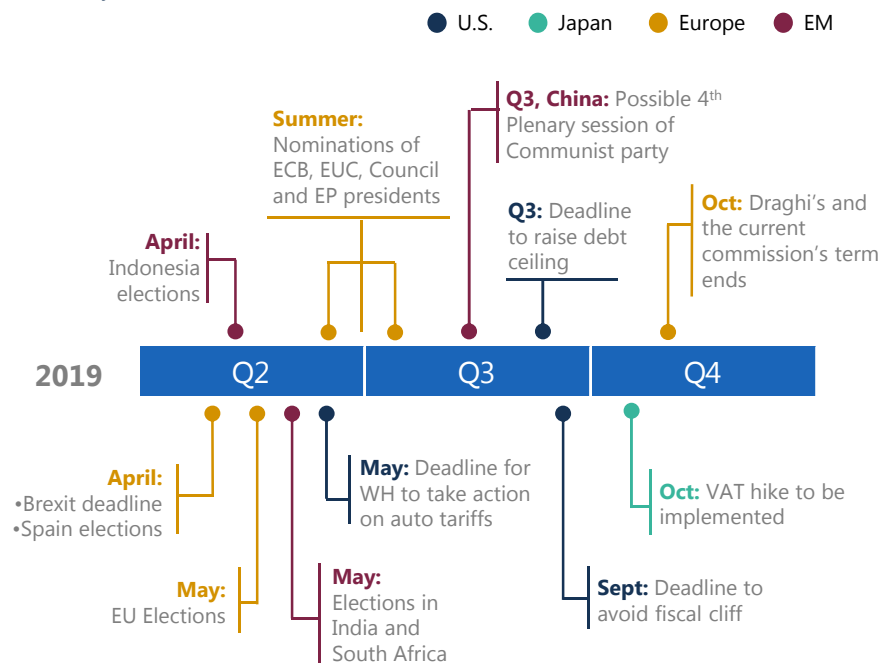 U.S.
Japan
Europe
EM
Q3, China: Possible 4th
Plenary session of
Communist party
Summer:
Nominations of
ECB, EUC, Council
and EP presidents
Q3: Deadline
to raise debt
ceiling
Oct: Draghi's and
the current
commission's term
ends
April:
Indonesia
elections
2019
Q2
Q3
Q4
April:
•Brexit deadline
•Spain elections
May: Deadline for
WH to take action
on auto tariffs
Oct: VAT hike to be
implemented
May:
EU Elections
May:
Elections in
India and
South Africa
Sept: Deadline to
avoid fiscal cliff